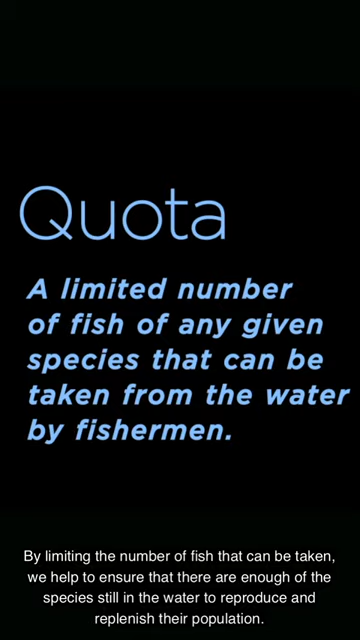 Quota
A limited number
of fish of any given
species that can be
taken from the water
by fishermen.
By limiting the number of fish that can be taken,
we help to ensure that there are enough of the
species still in the water to reproduce and
replenish their population.